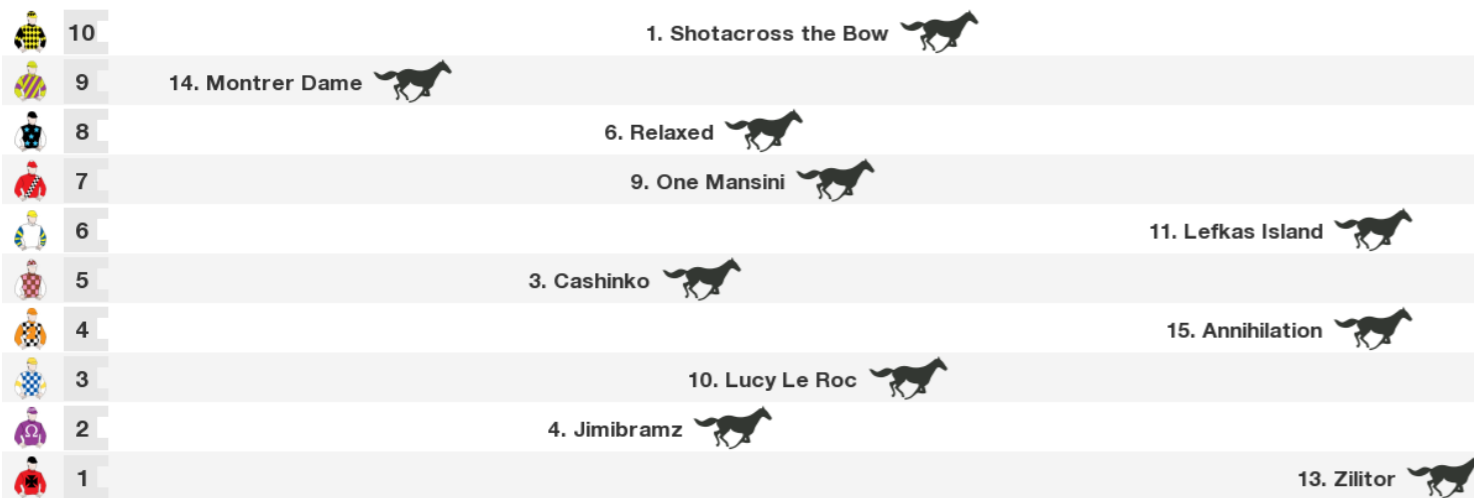 10 1. Shotacross the Bow
9 14. Montrer Dame
8 6. Relaxed
7 9. One Mansini
6 11. Lefkas Island
5 3. Cashinko
4 15. Annihilation
3 10. Lucy Le Roc
2 4. Jimibramz
Ω
1 13. Zilitor